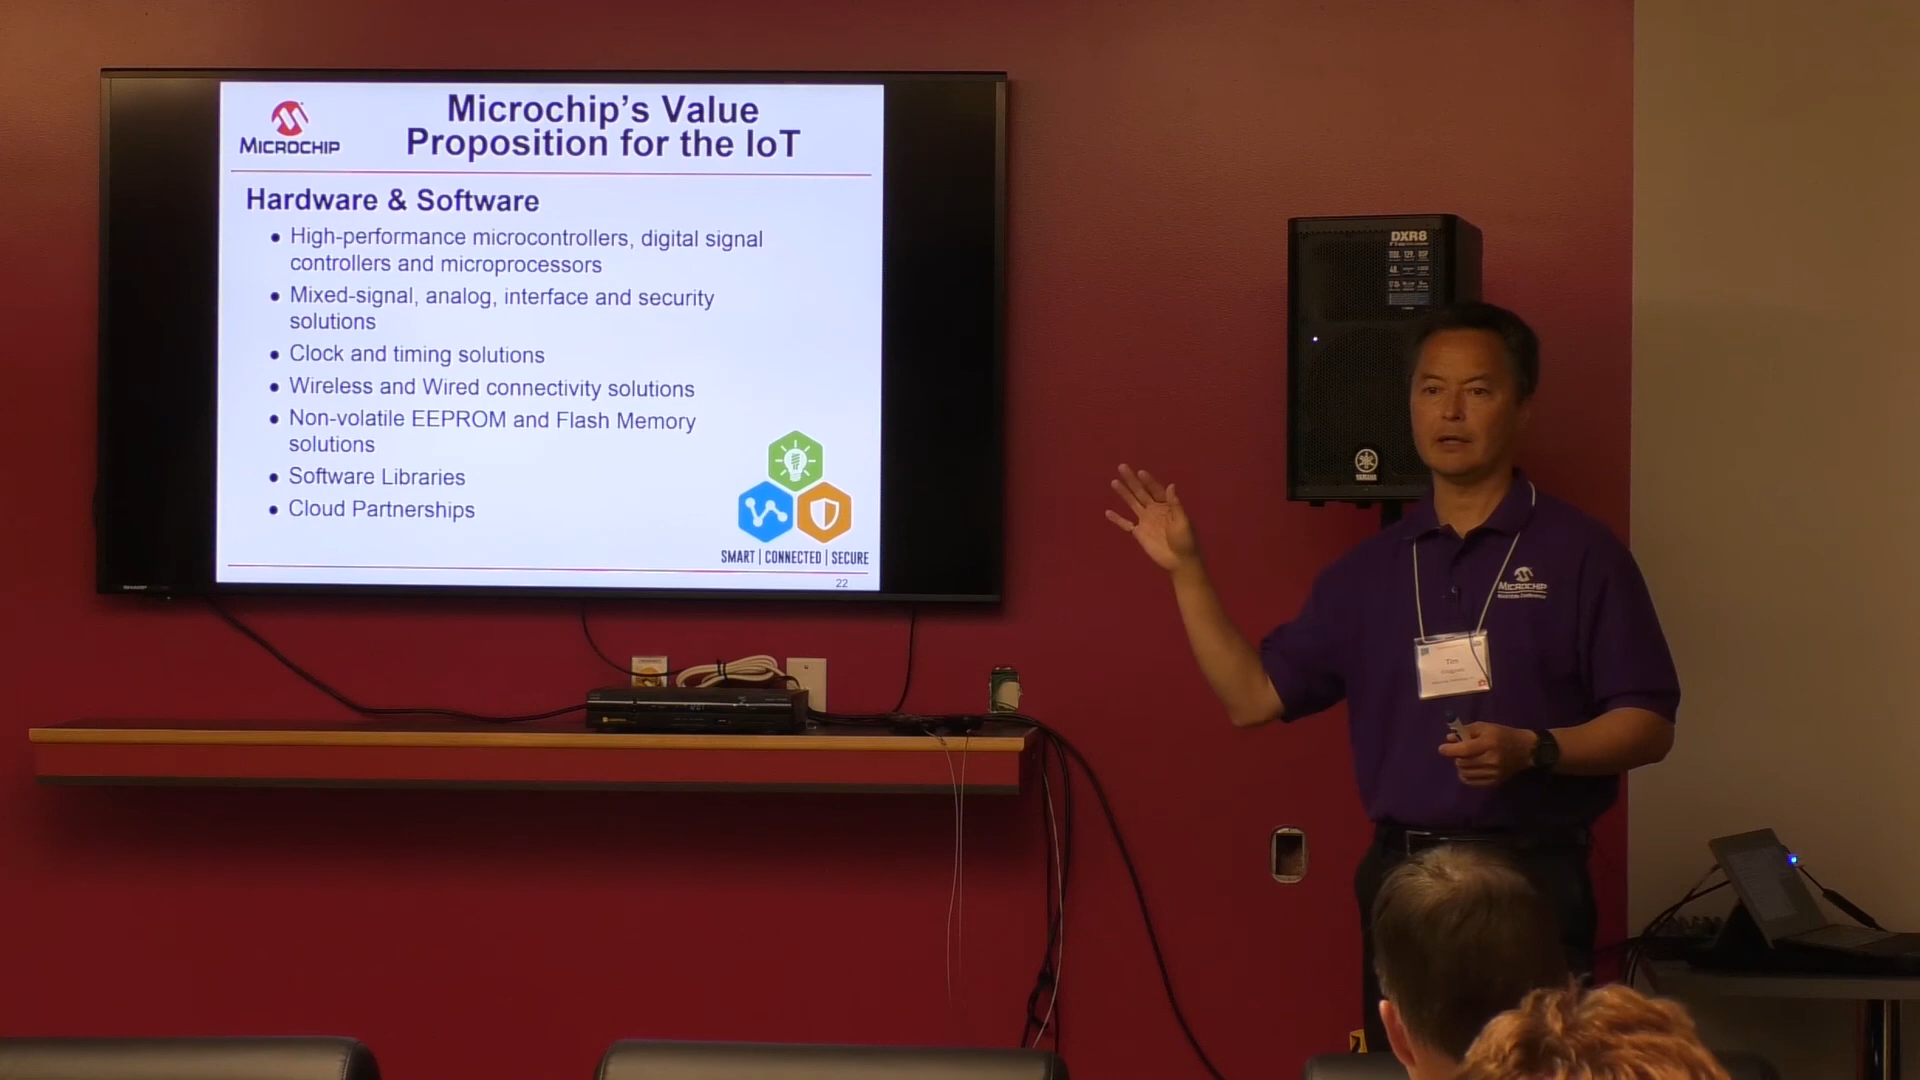 MICROCHIP
Microchip's Value
Proposition for the IoT
Hardware & Software
• High-performance microcontrollers, digital signal
controllers and microprocessors
• Mixed-signal, analog, interface and security
solutions
• Clock and timing solutions
• Wireless and Wired connectivity solutions
• Non-volatile EEPROM and Flash Memory
solutions
• Software Libraries
• Cloud Partnerships
SMART | CONNECTED | SECURE
22
SHARP
DXR8
YAMAHA
MICROCHIP
Tim